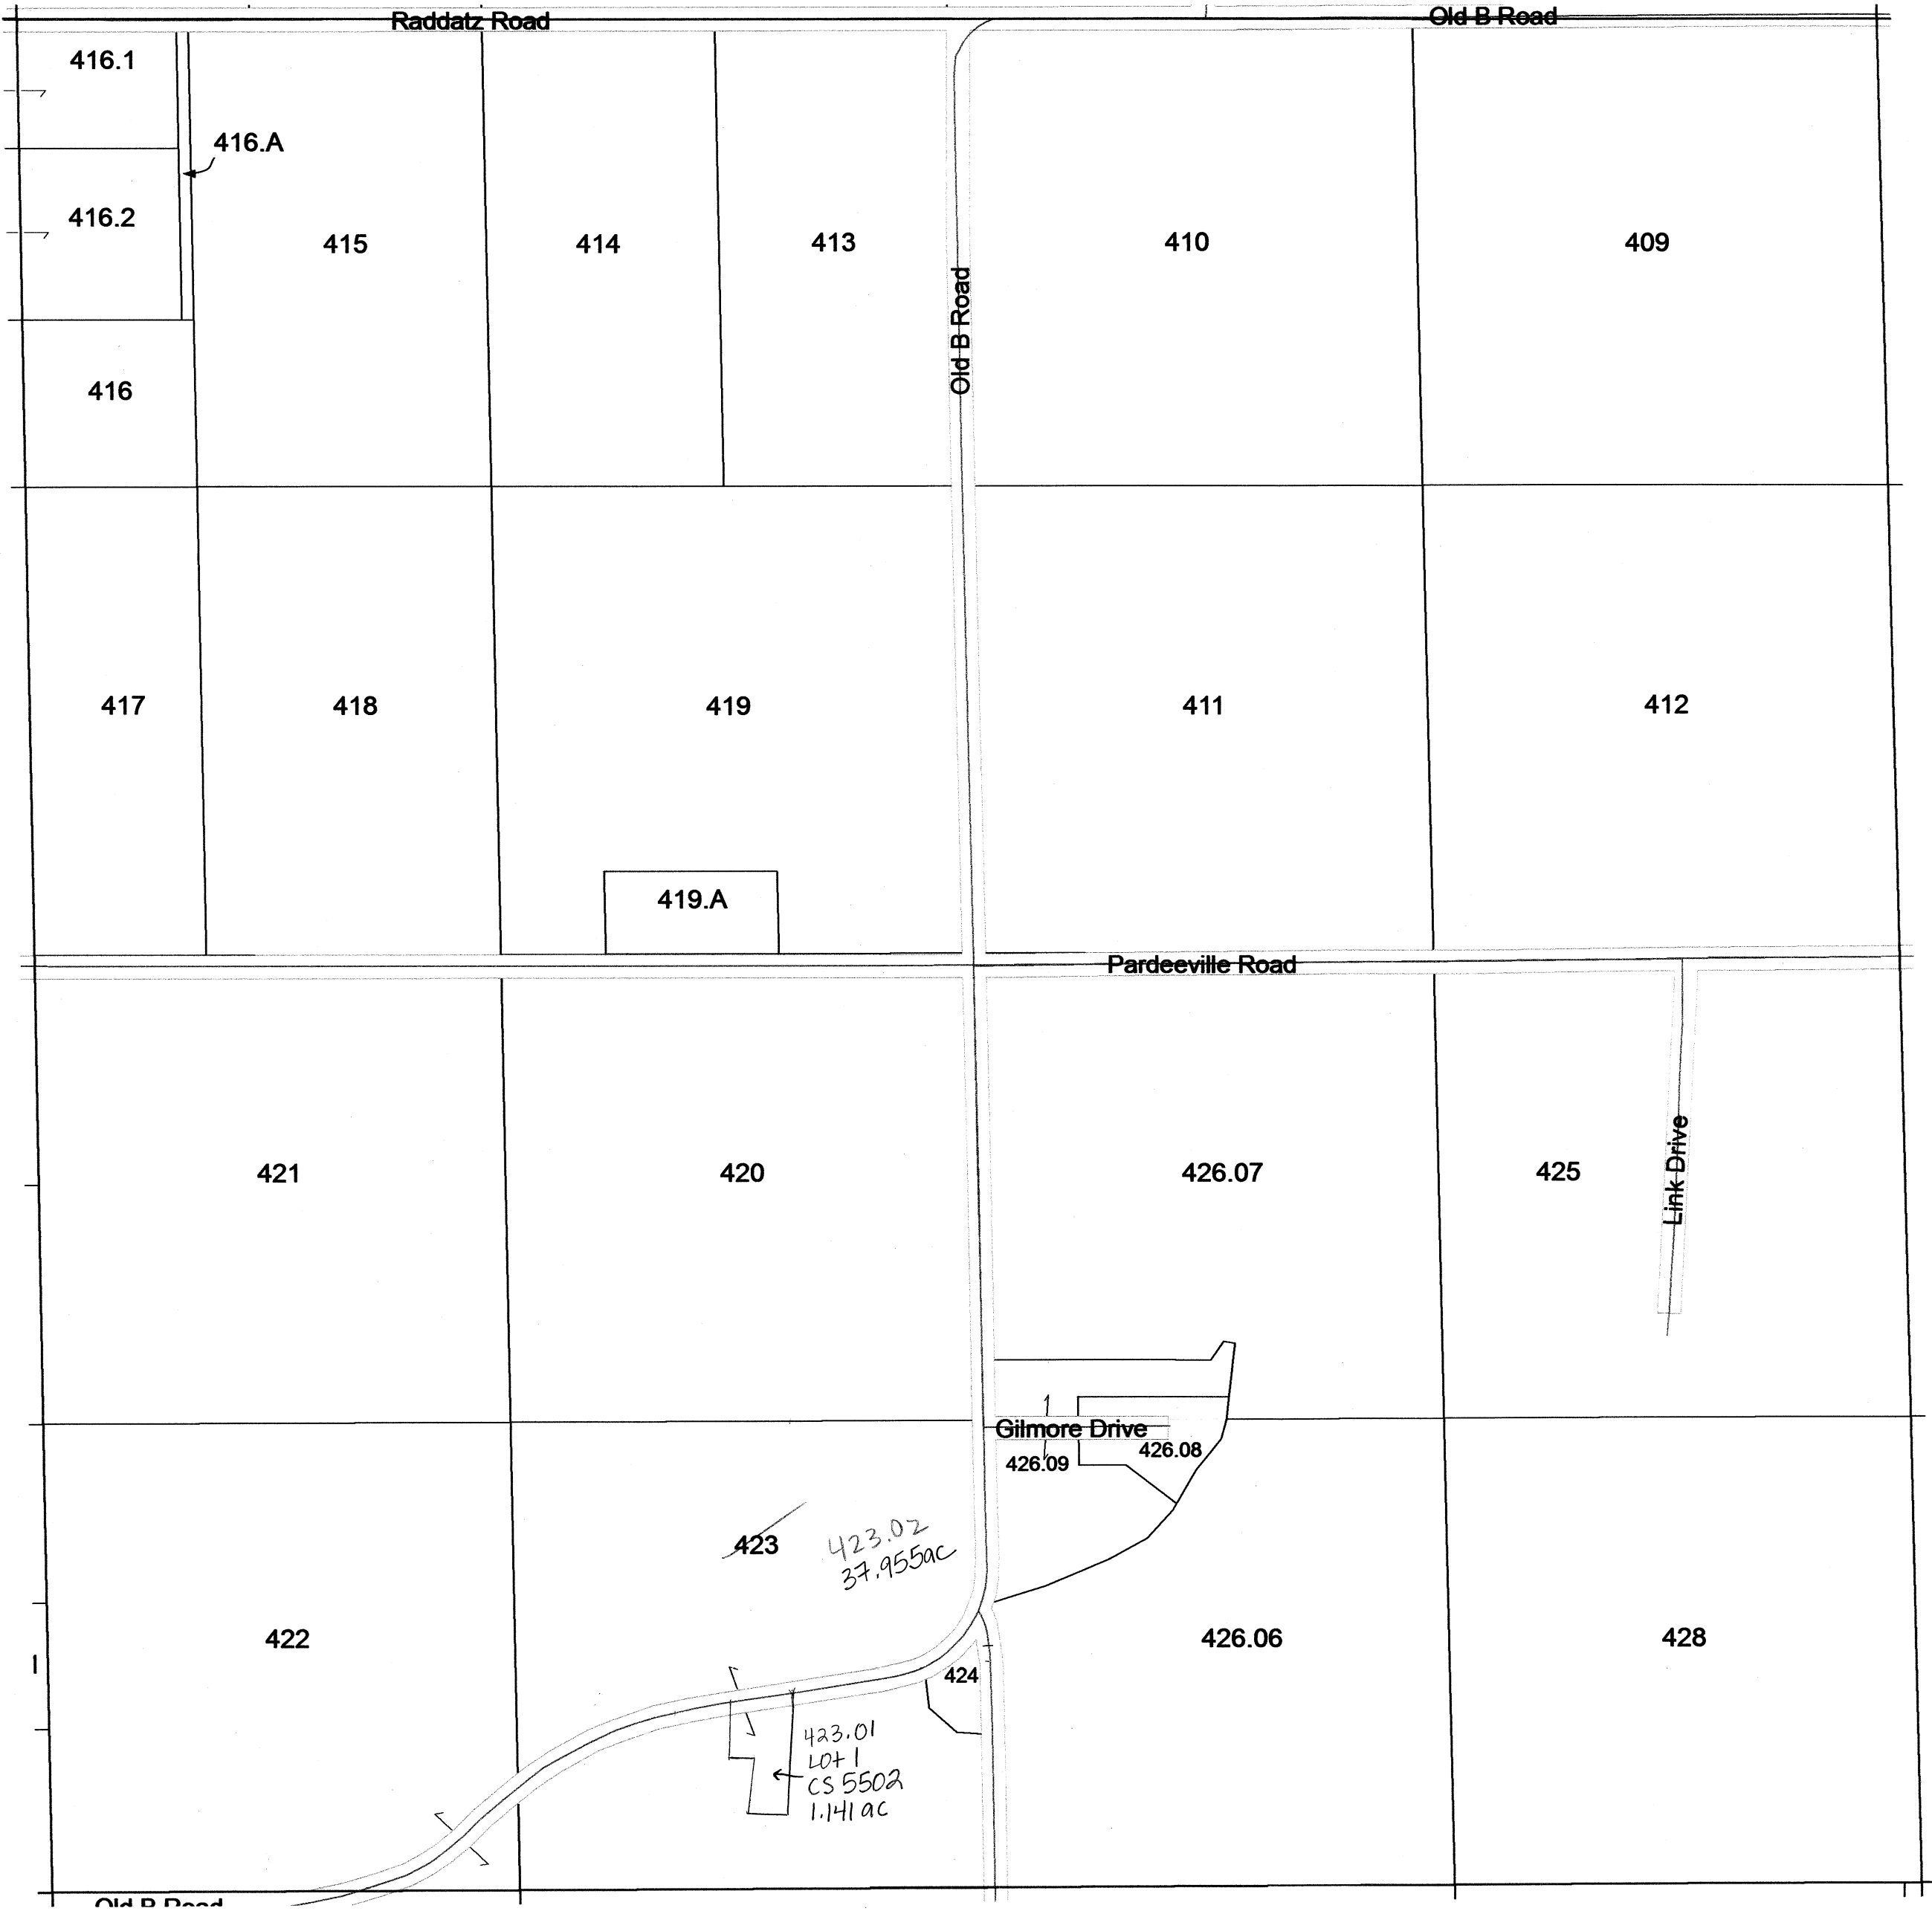 Raddatz Road
Old B Road
416.1
416.A
416.2
415
414
413
410
409
Old B Road
416
417
418
419
411
412
419.A
Pardeeville Road
421
420
426.07
425
Link Drive
Gilmore Drive
426.08
426.09
423
423.02
37.955ac
422
426.06
428
424
423.01
Lot 1
CS 5502
1.141 ac
Old B Road